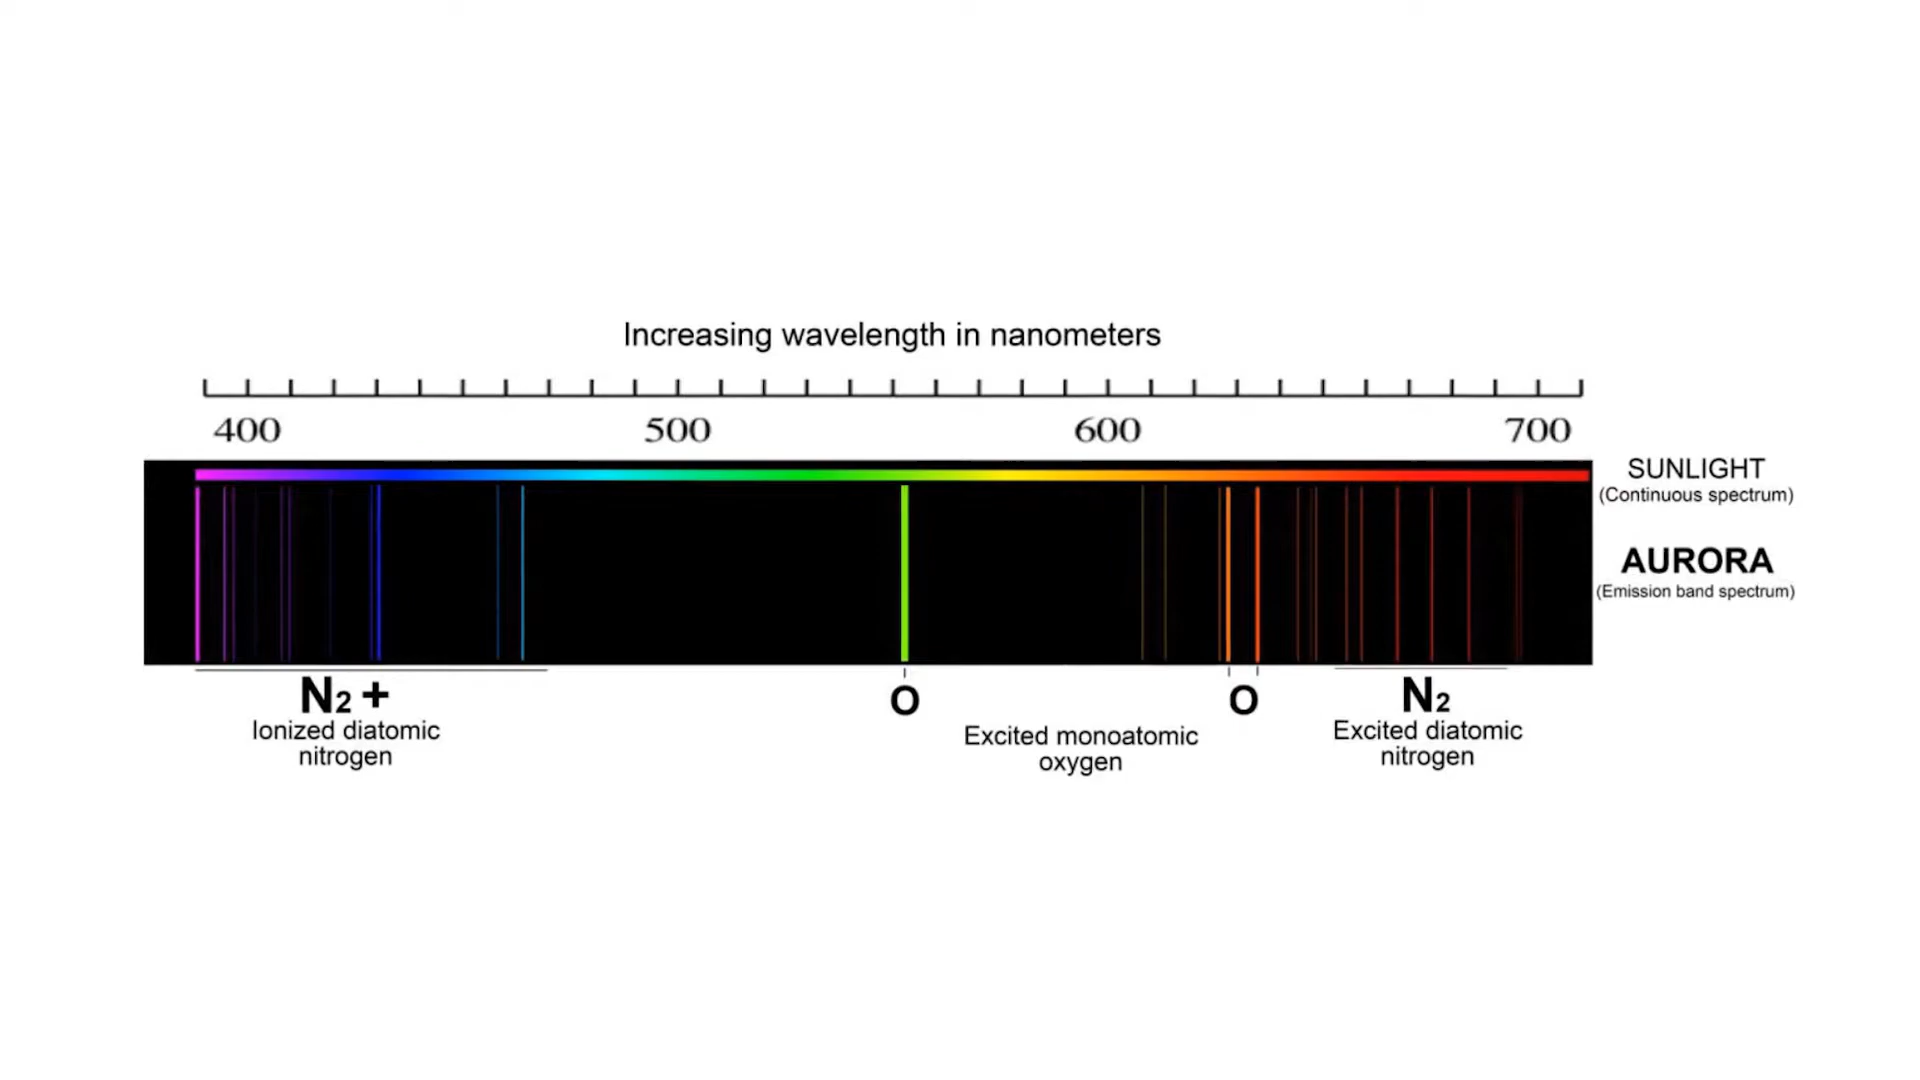 Increasing wavelength in nanometers
400 500 600 700
SUNLIGHT
(Continuous spectrum)
AURORA
(Emission band spectrum)
N2 +
Ionized diatomic
nitrogen
O
O
Excited monoatomic
oxygen
N2
Excited diatomic
nitrogen